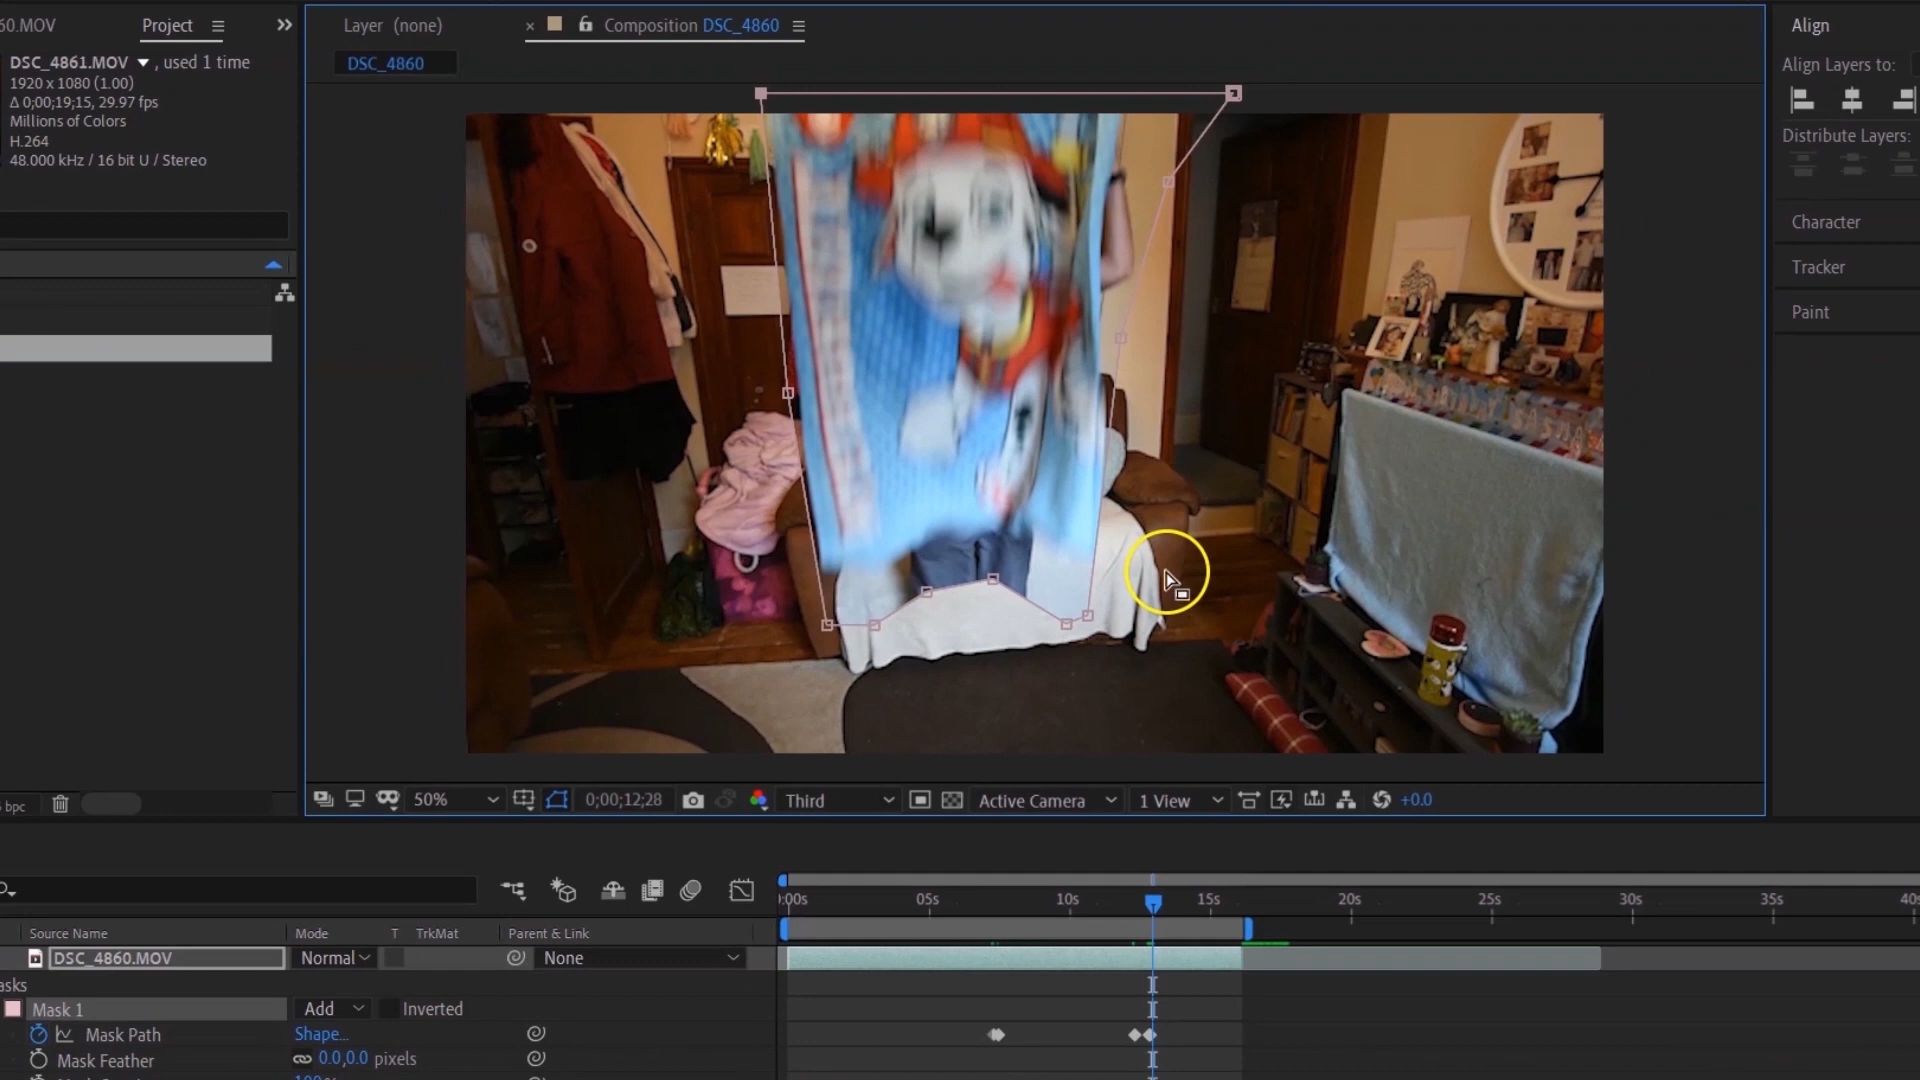 60.MOV
Project
Layer (none)
Composition DSC_4860
Align
DSC_4861.MOV , used 1 time
DSC_4860
Align Layers to:
1920 x 1080 (1.00)
Δ 0;00;19;15, 29.97 fps
Millions of Colors
H.264
48.000 kHz / 16 bit U / Stereo
Distribute Layers:
Character
Tracker
Paint
bpc
50%
0;00;12;28
Third
Active Camera
1 View
+0.0
:00s
05s
10s
15s
20s
25s
30s
35s
40s
Source Name
Mode
T
TrkMat
Parent & Link
DSC_4860.MOV
Normal
None
asks
Mask 1
Add
Inverted
Mask Path
Shape...
Mask Feather
0.0,0.0 pixels